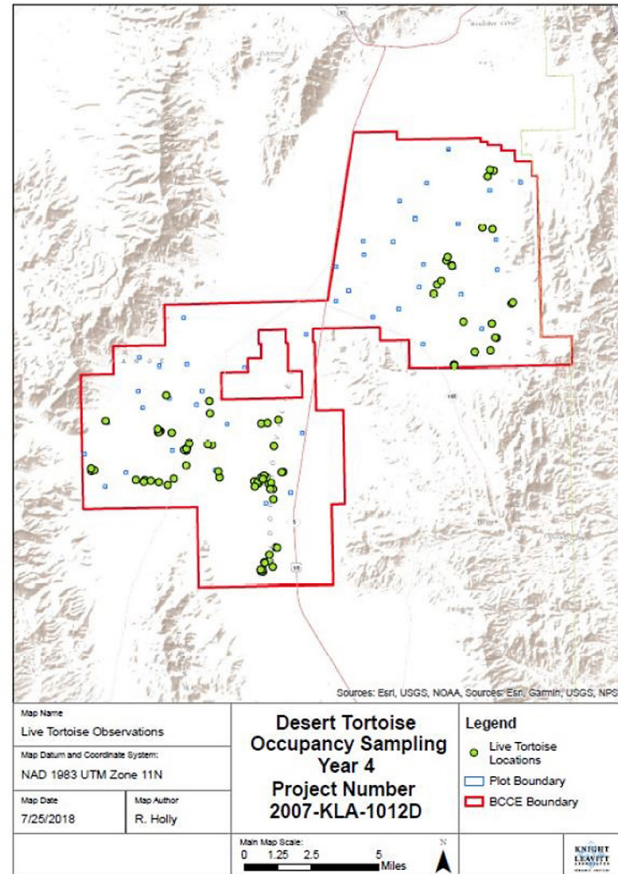 Sources: Esri, USGS, NOAA, Sources: Esri, Garmin, USGS, NPS
Map Name
Live Tortoise Observations
Map Datum and Coordinate System:
NAD 1983 UTM Zone 11N
Map Date
7/25/2018
Map Author
R. Holly
Desert Tortoise
Occupancy Sampling
Year 4
Project Number
2007-KLA-1012D
Main Map Scale:
0 1.25 2.5 5
Miles
N
Legend
Live Tortoise
Locations
Plot Boundary
BCCE Boundary
KNIGHT
LEAVITT